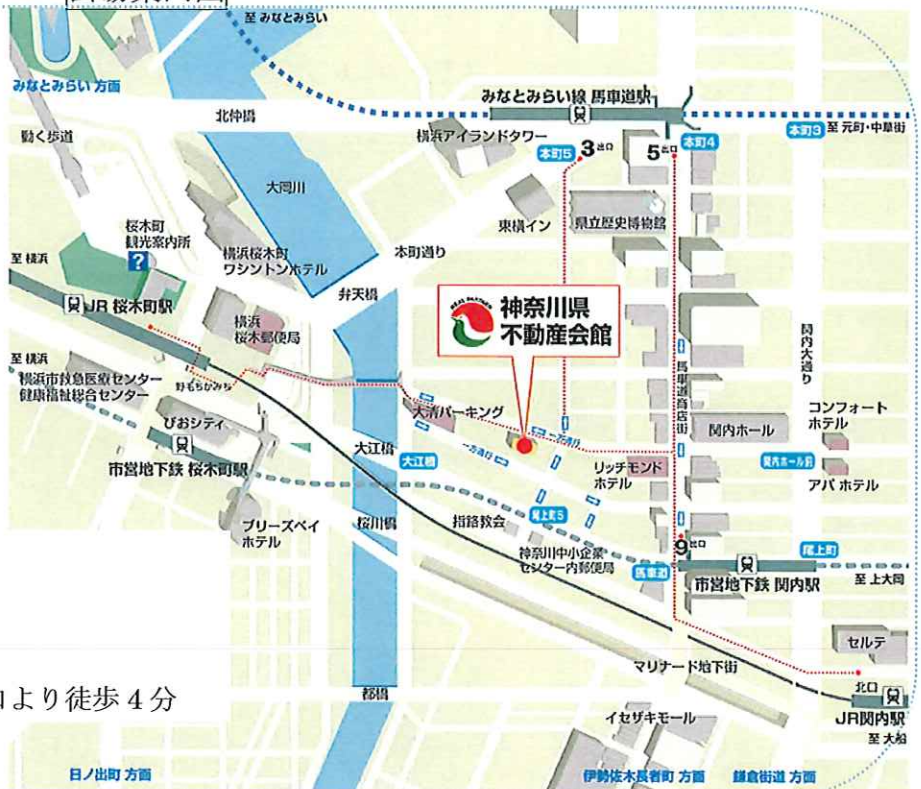 至 みなとみらい
みなとみらい 方面
みなとみらい線 馬車道駅
北仲橋
動く歩道
横浜アイランドタワー
本町5
3出口
5出口
本町4
本町3
至 元町・中華街
大岡川
東横イン
県立歴史博物館
桜木町
観光案内所
?
横浜桜木町
ワシントンホテル
本町通り
至 横浜
弁天橋
JR 桜木町駅
REAL PARTNER
神奈川県
不動産会館
横浜
桜木郵便局
関内大通り
馬車道商店街
至 横浜
横浜市救急医療センター
健康福祉総合センター
野毛ちかみち
ぴおシティ
大清パーキング
一方通行
一方通行
関内ホール
コンフォート
ホテル
市営地下鉄 桜木町駅
大江橋
大江橋
リッチモンド
ホテル
関内ホール前
アパ ホテル
ブリーズベイ
ホテル
桜川橋
指路教会
尾上町5
神奈川中小企業
センター内郵便局
9出口
馬車道
尾上町
市営地下鉄 関内駅
至 上大岡
セルテ
マリナード地下街
より徒歩 4 分
都橋
北口
イセザキモール
JR関内駅
至 大船
日ノ出町 方面
伊勢佐木長者町 方面
鎌倉街道 方面